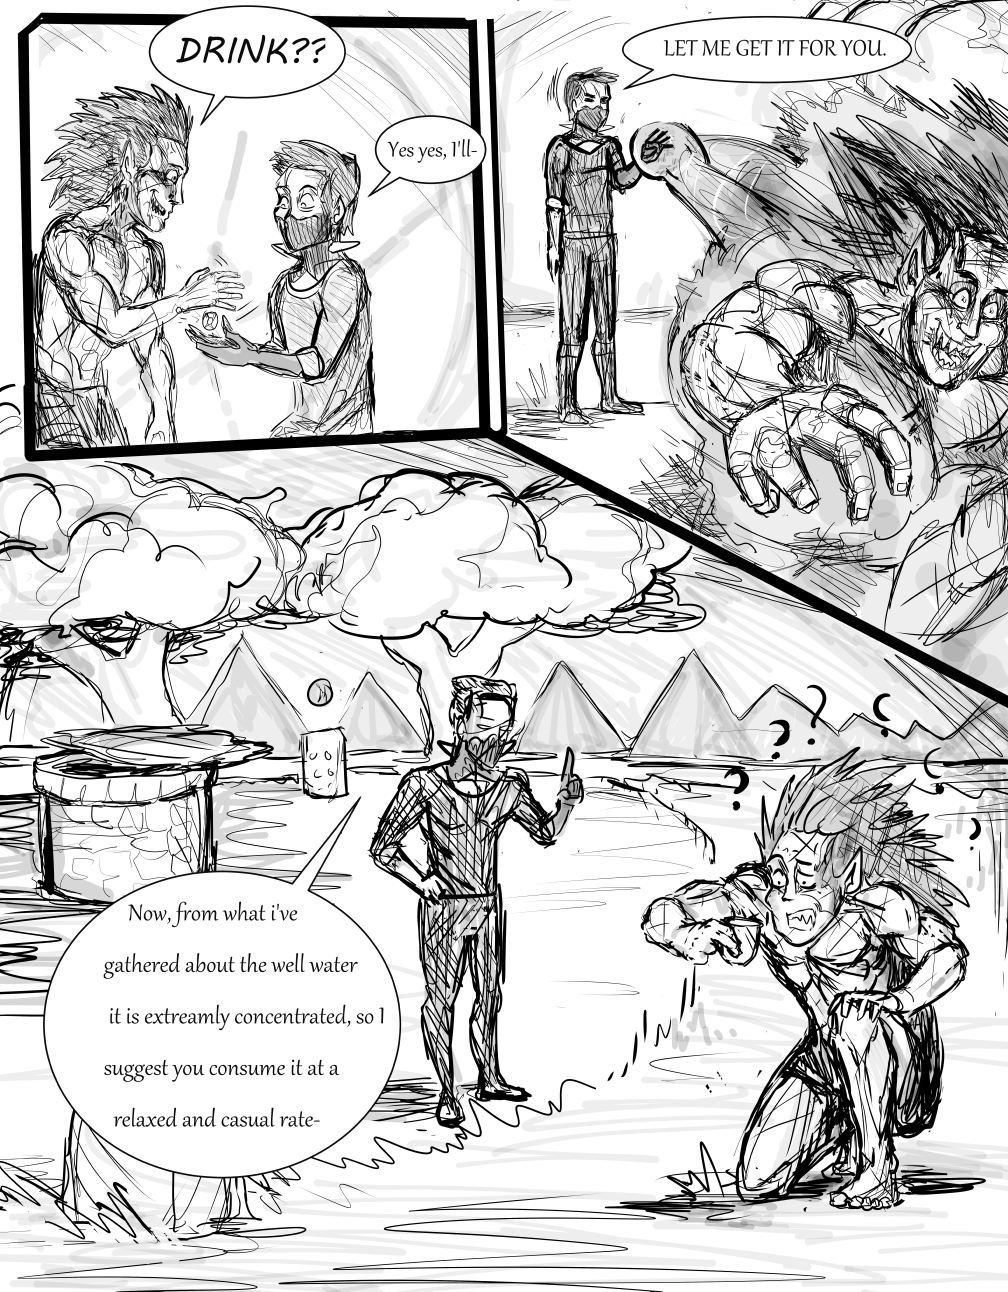 DRINK??
Yes yes, I'll-
LET ME GET IT FOR YOU.
? ? ? ? ?
Now, from what i've
gathered about the well water
it is extreamly concentrated, so I
suggest you consume it at a
relaxed and casual rate-